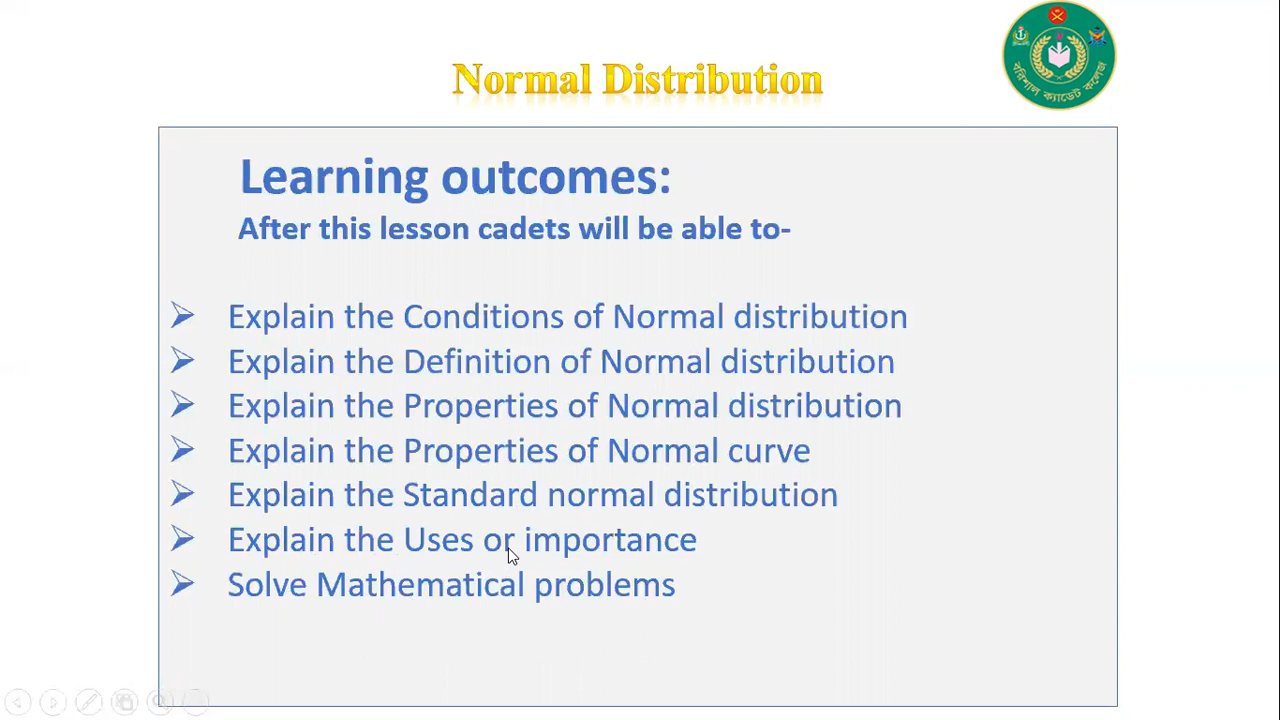 Normal Distribution
বরিশাল ক্যাডেট কলেজ
Learning outcomes:
After this lesson cadets will be able to-
Explain the Conditions of Normal distribution
Explain the Definition of Normal distribution
Explain the Properties of Normal distribution
Explain the Properties of Normal curve
Explain the Standard normal distribution
Explain the Uses or importance
Solve Mathematical problems